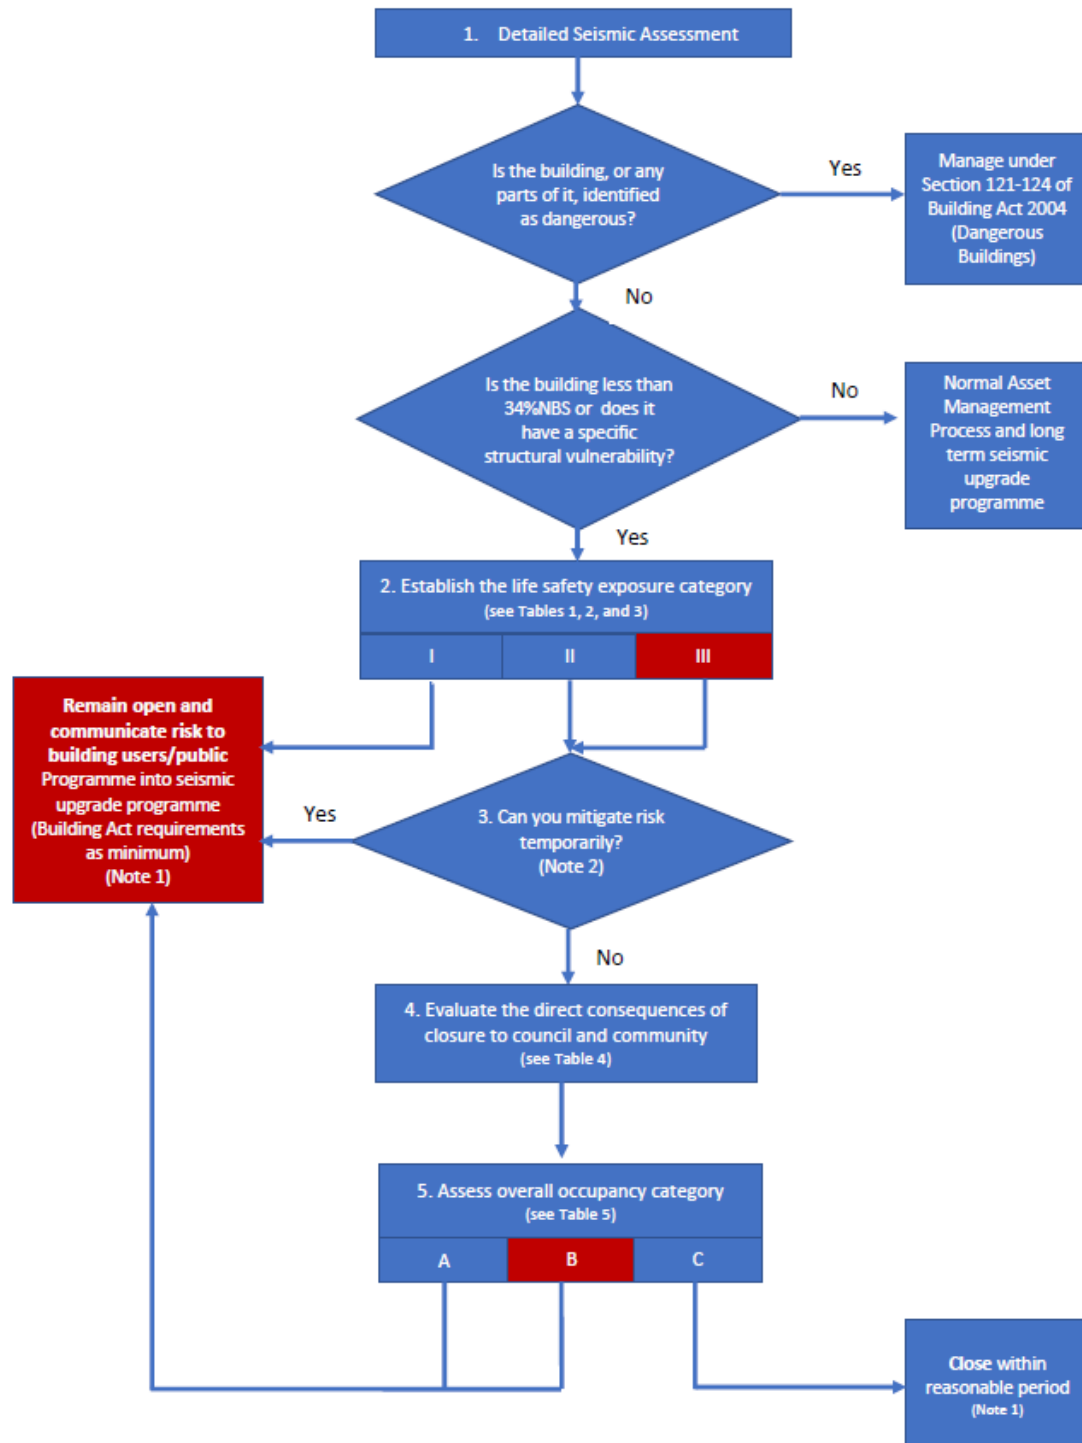 1. Detailed Seismic Assessment
Is the building, or any
parts of it, identified
as dangerous?
Yes
Manage under
Section 121-124 of
Building Act 2004
(Dangerous
Buildings)
No
Is the building less than
34%NBS or does it
have a specific
structural vulnerability?
No
Normal Asset
Management
Process and long
term seismic
upgrade
programme
Yes
2. Establish the life safety exposure category
(see Tables 1, 2, and 3)
I
II
III
Remain open and
communicate risk to
building users/public
Programme into seismic
upgrade programme
(Building Act requirements
as minimum)
(Note 1)
Yes
3. Can you mitigate risk
temporarily?
(Note 2)
No
4. Evaluate the direct consequences of
closure to council and community
(see Table 4)
5. Assess overall occupancy category
(see Table 5)
A
B
C
Close within
reasonable period
(Note 1)